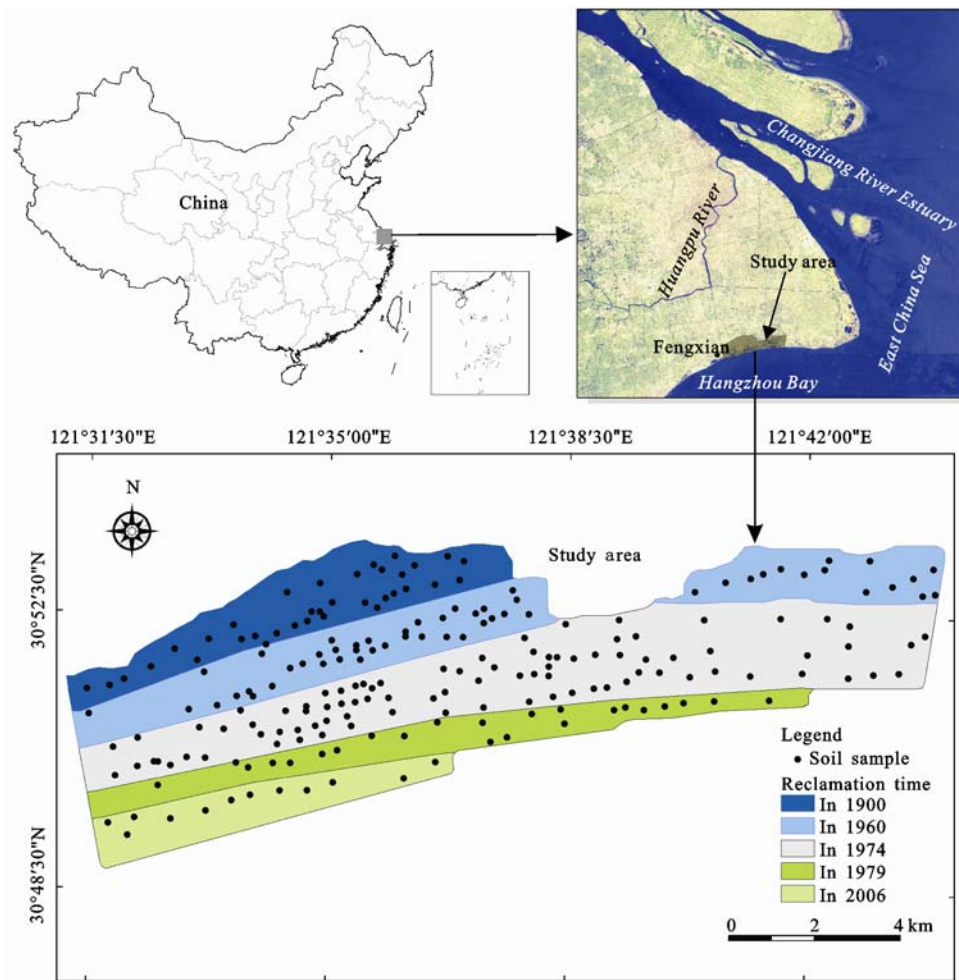 China
Changjiang River Estuary
Huangpu River
Study area
East China Sea
Fengxian
Hangzhou Bay
121°31′30″E
121°35′00″E
121°38′30″E
121°42′00″E
N
Study area
30°52′30″N
30°48′30″N
Legend
Soil sample
Reclamation time
In 1900
In 1960
In 1974
In 1979
In 2006
0 2 4 km